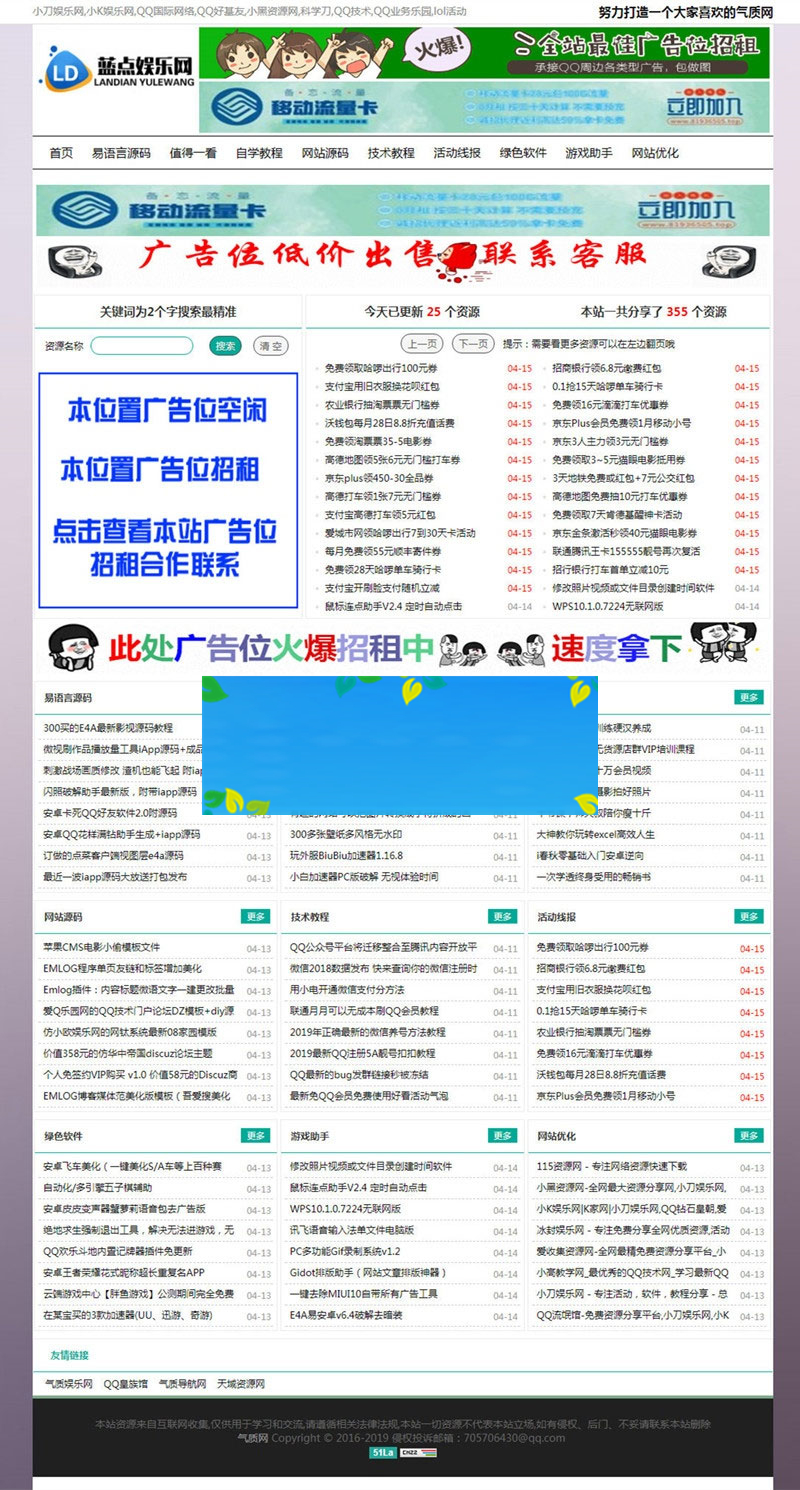 小刀娱乐网,小K娱乐网,QQ国际网络,QQ好基友,小黑资源网,科学刀,QQ技术,QQ业务乐园,lol活动
努力打造一个大家喜欢的气质网
LD 蓝点娱乐网
LANDIAN YULEWANG
火爆!
全站最佳广告位招租
承接QQ周边各类型广告，包做图
移动流量卡
立即加入
首页 易语言源码 值得一看 自学教程 网站源码 技术教程 活动线报 绿色软件 游戏助手 网站优化
移动流量卡
立即加入
广告位低价出售 联系客服
关键词为2个字搜索最精准
今天已更新 25 个资源
本站一共分享了 355 个资源
资源名称 搜索 清空
上一页 下一页 提示：需要看更多资源可以在左边翻页哦
本位置广告位空闲
本位置广告位招租
点击查看本站广告位
招租合作联系
免费领取哈啰出行100元券 04-15
招商银行领6.8元缴费红包 04-15
支付宝用旧衣服换花呗红包 04-15
0.1抢15天哈啰单车骑行卡 04-15
农业银行抽淘票票无门槛券 04-15
免费领16元滴滴打车优惠券 04-15
沃钱包每月28日8.8折充值话费 04-15
京东Plus会员免费领1月移动小号 04-15
免费领淘票票35-5电影券 04-15
京东3人主力领3元无门槛券 04-15
高德地图领5张6元无门槛打车券 04-15
免费领取3~5元猫眼电影抵用券 04-15
京东plus领450-30全品券 04-15
3天地铁免费或红包+7元公交红包 04-15
高德打车领1张7元无门槛券 04-15
高德地图免费抽10元打车优惠券 04-15
支付宝高德打车领5元红包 04-15
免费领取7天肯德基醒神卡活动 04-15
爱城市网领哈啰出行7到30天卡活动 04-15
京东金条激活秒领40元猫眼电影券 04-15
每月免费领55元顺丰寄件券 04-15
联通腾讯王卡155555靓号再次复活 04-15
免费领28天哈啰单车骑行卡 04-15
招行银行打车首单立减10元 04-15
支付宝开刷脸支付随机立减 04-15
修改照片视频或文件目录创建时间软件 04-14
鼠标连点助手V2.4 定时自动点击 04-14
WPS10.1.0.7224无联网版 04-14
此处广告位火爆招租中 速度拿下
易语言源码
更多
300买的E4A最新影视源码教程
微视刷作品播放量工具iApp源码+成品
刺激战场画质修改 渣机也能飞起 附iap
闪照破解助手最新版，附带iapp源码
安卓卡死QQ好友软件2.0附源码
安卓QQ花样满钻助手生成+iapp源码 04-13
订做的点菜客户端视图层e4a源码 04-13
最近一波iapp源码大放送打包发布 04-13
300多张壁纸多风格无水印 04-11
玩外服BiuBiu加速器1.16.8 04-11
小白加速器PC版破解 无视体验时间 04-11
训练硬汉养成 04-11
无货源店群VIP培训课程 04-11
十万会员视频 04-11
摄影拍好照片 04-11
陪你瘦十斤 04-11
大神教你玩转excel高效人生 04-11
i春秋零基础入门安卓逆向 04-11
一次学透终身受用的畅销书 04-11
网站源码 更多
苹果CMS电影小偷模板文件 04-13
EMLOG程序单页友链和标签增加美化 04-13
Emlog插件：内容标题微语文字一建更改批量 04-13
爱Q乐园网的QQ技术门户论坛DZ模板+diy源 04-13
仿小欧娱乐网的网钛系统最新08家园模版 04-13
价值358元的仿华中帝国discuz论坛主题 04-13
个人免签约VIP购买 v1.0 价值58元的Discuz商 04-13
EMLOG博客媒体范美化版模板（吾爱搜美化 04-13
技术教程 更多
QQ公众号平台将迁移整合至腾讯内容开放平 04-11
微信2018数据发布 快来查询你的微信注册时 04-11
用小电开通微信支付分方法 04-11
联通月月可以无成本刷QQ会员教程 04-11
2019年正确最新的微信养号方法教程 04-11
2019最新QQ注册5A靓号扣扣教程 04-11
QQ最新的bug发群链接秒被冻结 04-11
最新免QQ会员免费使用好看活动气泡 04-11
活动线报 更多
免费领取哈啰出行100元券 04-15
招商银行领6.8元缴费红包 04-15
支付宝用旧衣服换花呗红包 04-15
0.1抢15天哈啰单车骑行卡 04-15
农业银行抽淘票票无门槛券 04-15
免费领16元滴滴打车优惠券 04-15
沃钱包每月28日8.8折充值话费 04-15
京东Plus会员免费领1月移动小号 04-15
绿色软件 更多
安卓飞车美化（一键美化S/A车等上百种赛 04-13
自动化/多引擎五子棋辅助 04-13
安卓皮皮变声器蟹萝莉语音包去广告版 04-13
绝地求生强制退出工具，解决无法进游戏，无 04-13
QQ欢乐斗地内置记牌器插件免更新 04-13
安卓王者荣耀花式昵称超长重复名APP 04-13
云端游戏中心【胖鱼游戏】公测期间完全免费 04-13
在某宝买的3款加速器(UU、迅游、奇游) 04-13
游戏助手 更多
修改照片视频或文件目录创建时间软件 04-14
鼠标连点助手V2.4 定时自动点击 04-14
WPS10.1.0.7224无联网版 04-14
讯飞语音输入法单文件电脑版 04-14
PC多功能Gif录制系统v1.2 04-14
Gidot排版助手（网站文章排版神器） 04-14
一键去除MIUI10自带所有广告工具 04-14
E4A易安卓v6.4破解去暗装 04-14
网站优化 更多
115资源网 - 专注网络资源快速下载 04-13
小黑资源网-全网最大资源分享网,小刀娱乐网, 04-13
小K娱乐网|K家网|小刀娱乐网,QQ钻石皇朝,爱 04-13
冰封娱乐网 - 专注免费分享全网优质资源,活动 04-13
爱收集资源网-全网最精免费资源分享平台_小 04-13
小高教学网_最优秀的QQ技术网_学习最新QQ 04-13
小刀娱乐网 - 专注活动，软件，教程分享 - 总 04-13
QQ流氓馆-免费资源分享平台,小刀娱乐网,小K 04-13
友情链接
气质娱乐网 QQ皇族馆 气质导航网 天域资源网
本站资源来自互联网收集,仅供用于学习和交流,请遵循相关法律法规,本站一切资源不代表本站立场,如有侵权、后门、不妥请联系本站删除
气质网 Copyright © 2016-2019 侵权投诉邮箱：705706430@qq.com
51La CNZZ